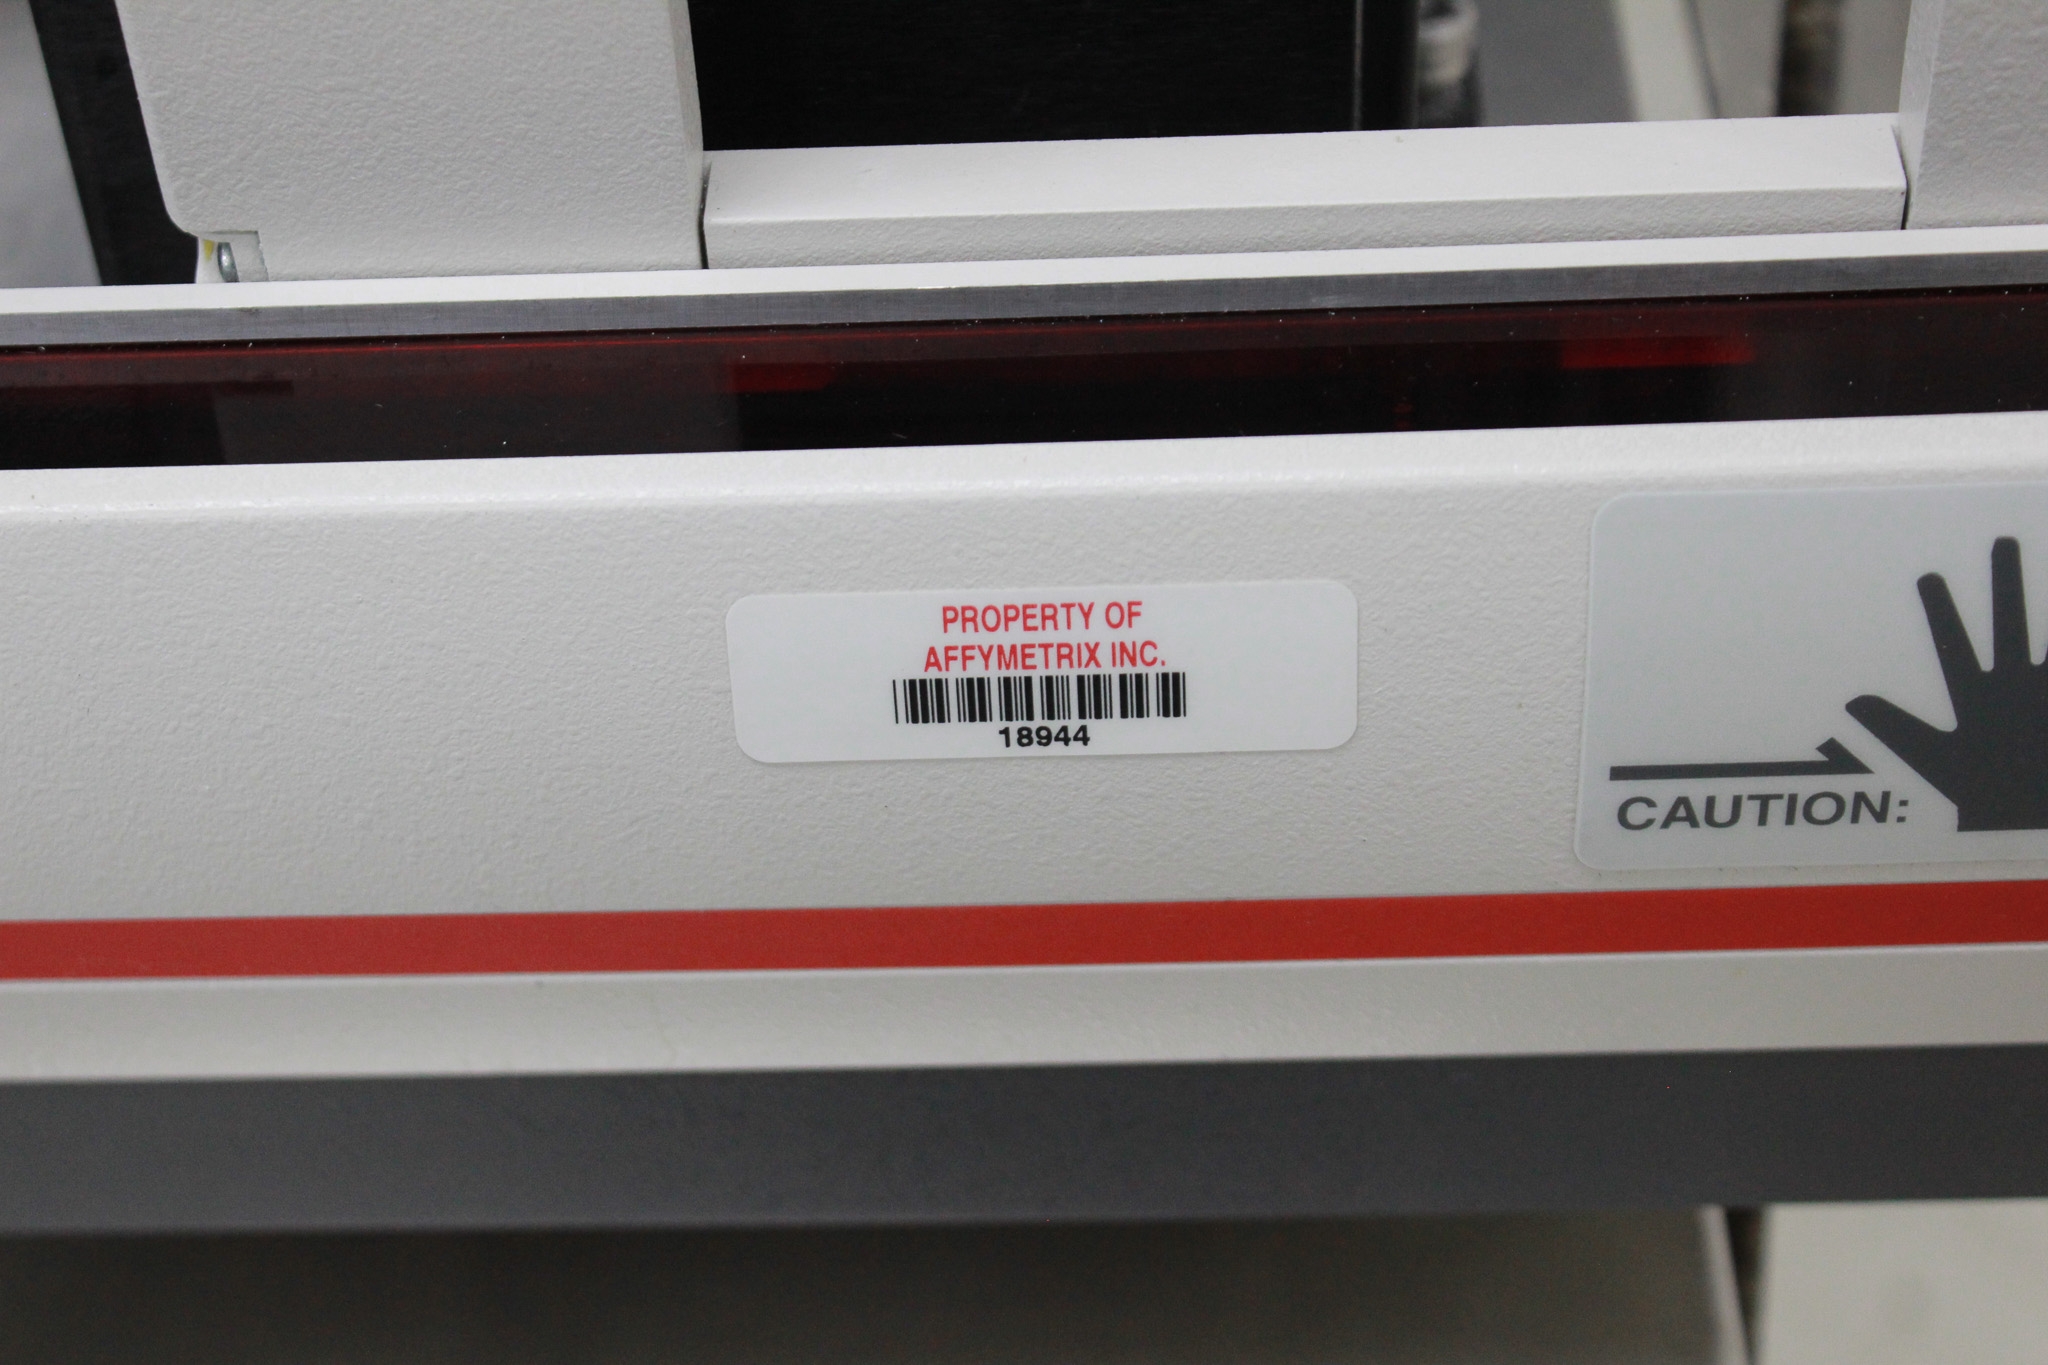 PROPERTY OF
AFFYMETRIX INC.
18944
CAUTION: